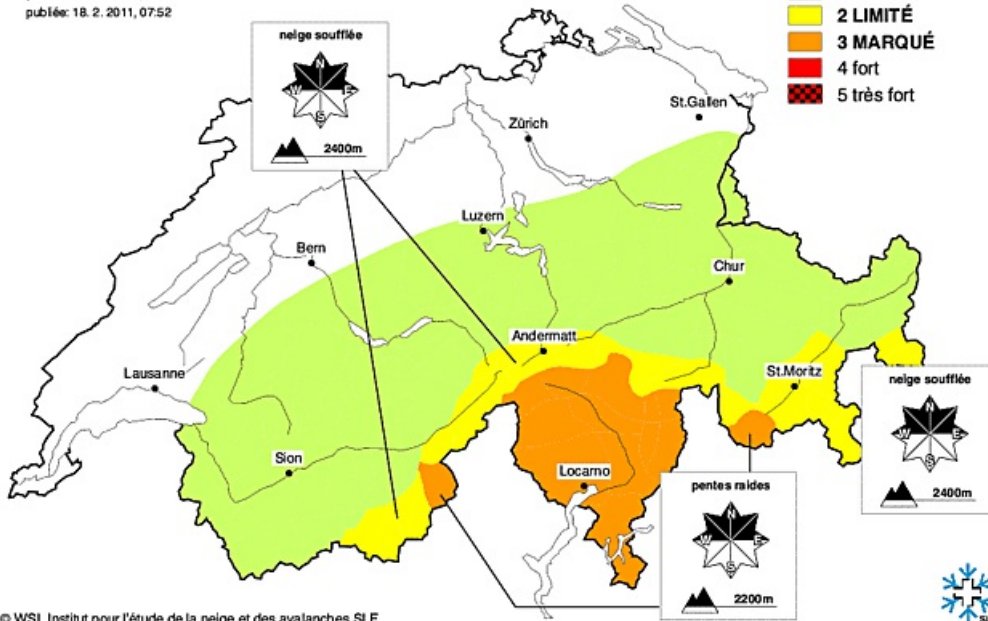 publiée: 18. 2. 2011, 07:52
2 LIMITÉ
3 MARQUÉ
4 fort
5 très fort
neige soufflée
N
W E
S
2400m
St.Gallen
Zürich
Luzern
Bern
Chur
Andermatt
Lausanne
St.Moritz
neige soufflée
N
W E
S
2400m
Sion
Locarno
pentes raides
N
W E
S
2200m
© WSL Institut pour l'étude de la neige et des avalanches SLF